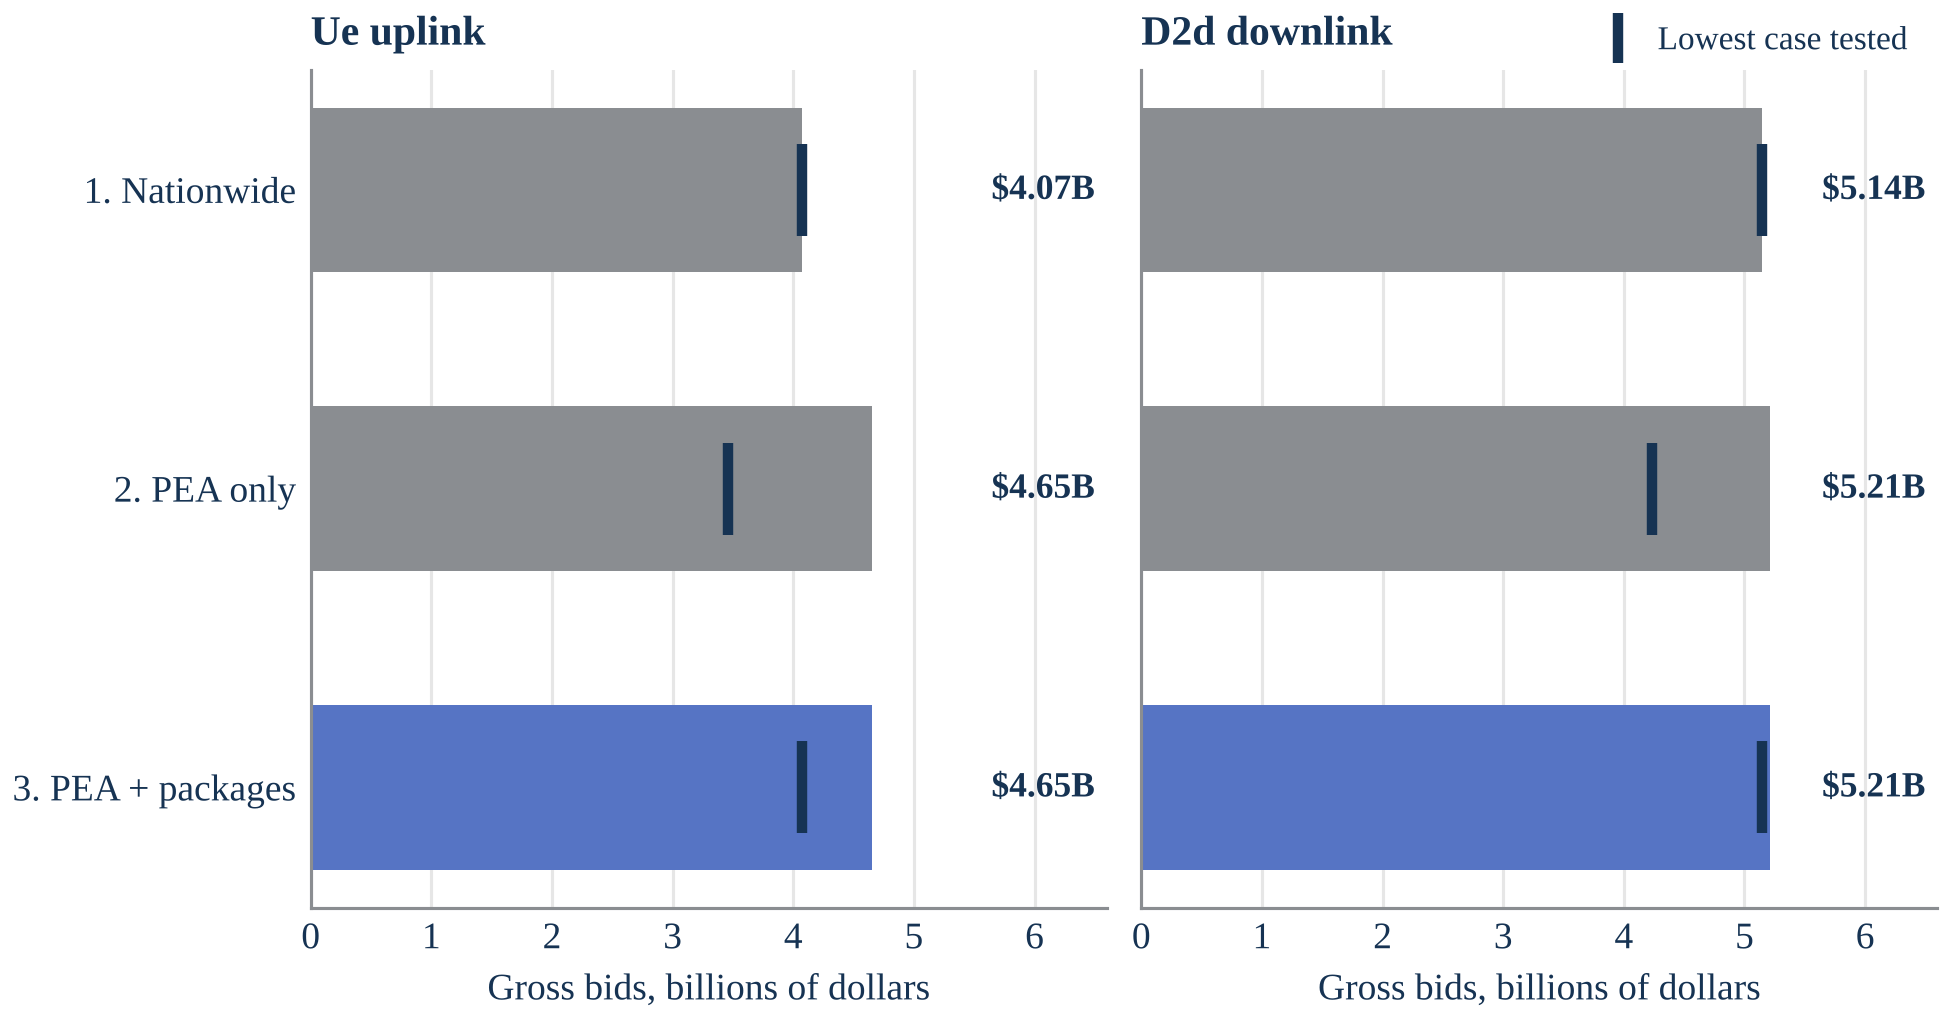 Ue uplink
D2d downlink
Lowest case tested
1. Nationwide
$4.07B
$5.14B
2. PEA only
$4.65B
$5.21B
3. PEA + packages
$4.65B
$5.21B
0 1 2 3 4 5 6
0 1 2 3 4 5 6
Gross bids, billions of dollars
Gross bids, billions of dollars